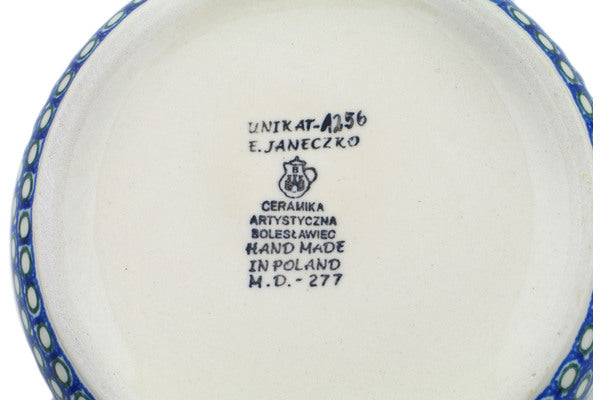 UNIKAT-A256
E. JANECZKO
B
CERAMIKA
ARTYSTYCZNA
BOLESŁAWIEC
HAND MADE
IN POLAND
M.D.-277